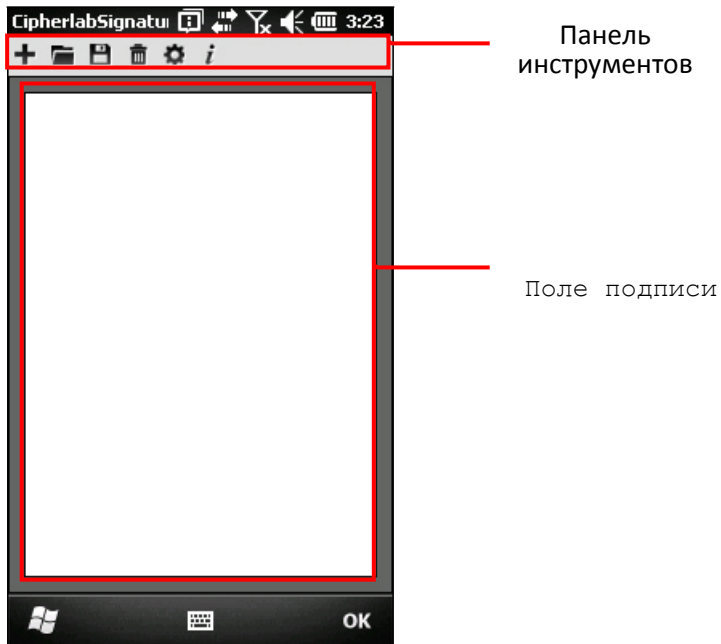 CipherlabSignatu 3:23
Панель
инструментов
Поле подписи
OK